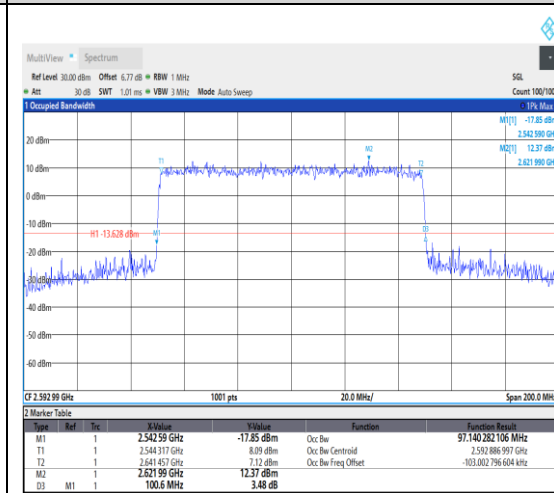 MultiView Spectrum
Ref Level 30.00 dBm Offset 6.77 dB RBW 1 MHz SGL
Att 30 dB SWT 1.01 ms VBW 3 MHz Mode Auto Sweep Count 100/100
1 Occupied Bandwidth 1Pk Max
M1[1] -17.85 dBm
2.542 590 GH
M2[1] 12.37 dBm
2.621 990 GH
20 dBm
10 dBm
0 dBm
-10 dBm
-20 dBm
-30 dBm
-40 dBm
-50 dBm
-60 dBm
T1
M2
T2
H1 -13.628 dBm
M1
D3
CF 2.592 99 GHz 1001 pts 20.0 MHz/ Span 200.0 MHz
2 Marker Table
Type Ref Trc X-Value Y-Value Function Function Result
M1 1 2.542 59 GHz -17.85 dBm Occ Bw 97.140 282 106 MHz
T1 1 2.544 317 GHz 8.09 dBm Occ Bw Centroid 2.592 886 997 GHz
T2 1 2.641 457 GHz 7.12 dBm Occ Bw Freq Offset -103.002 796 604 kHz
M2 1 2.621 99 GHz 12.37 dBm
D3 M1 1 100.6 MHz 3.48 dB